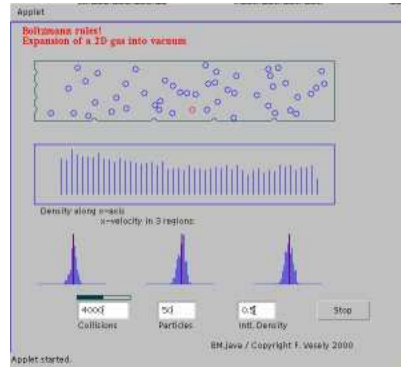 Applet
Boltzmann rules!
Expansion of a 2D gas into vacuum
Density along x-axis
x-velocity in 3 regions:
4000 50 0.5 Stop
Collisions Particles Intl. Density
BM.java / Copyright F. Vesely 2000
Applet started.